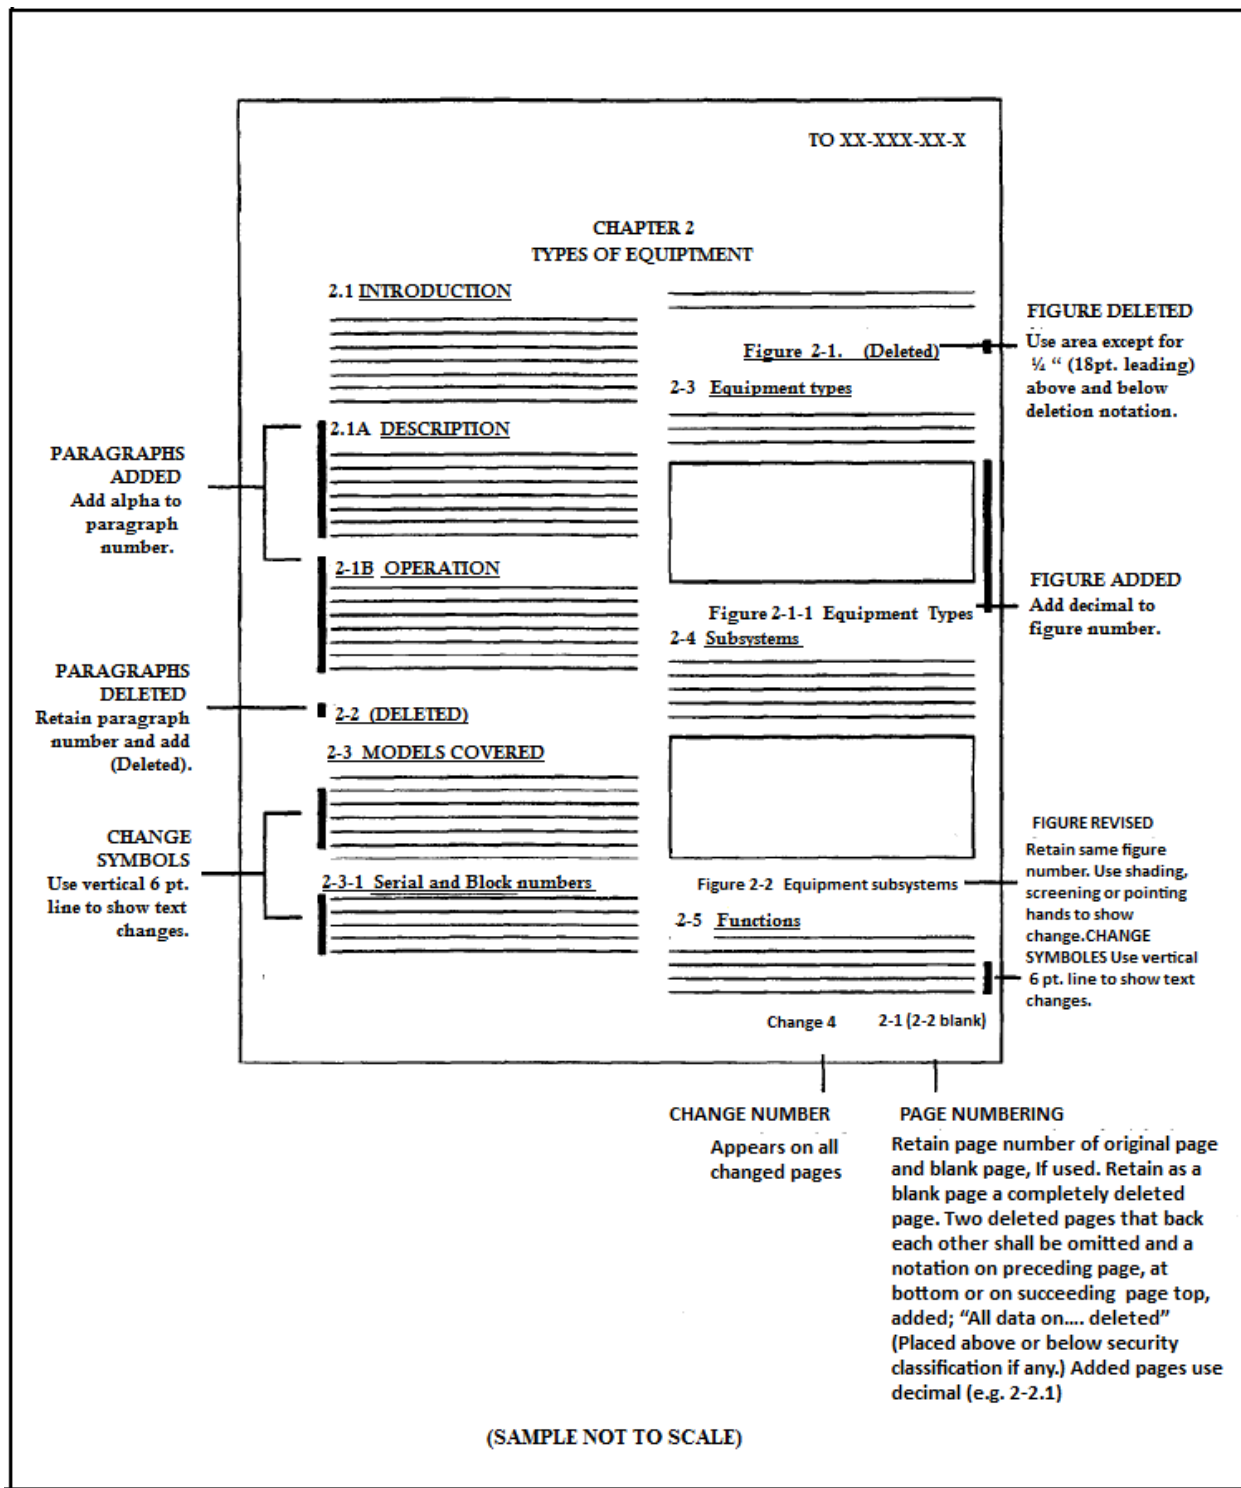 TO XX-XXX-XX-X
CHAPTER 2
TYPES OF EQUIPTMENT
2.1 INTRODUCTION
2.1A DESCRIPTION
2-1B OPERATION
2-2 (DELETED)
2-3 MODELS COVERED
2-3-1 Serial and Block numbers
Figure 2-1. (Deleted)
2-3 Equipment types
Figure 2-1-1 Equipment Types
2-4 Subsystems
Figure 2-2 Equipment subsystems
2-5 Functions
Change 4 2-1 (2-2 blank)
PARAGRAPHS
ADDED
Add alpha to
paragraph
number.
PARAGRAPHS
DELETED
Retain paragraph
number and add
(Deleted).
CHANGE
SYMBOLS
Use vertical 6 pt.
line to show text
changes.
FIGURE DELETED
Use area except for
¼ “ (18pt. leading)
above and below
deletion notation.
FIGURE ADDED
Add decimal to
figure number.
FIGURE REVISED
Retain same figure
number. Use shading,
screening or pointing
hands to show
change.CHANGE
SYMBOLES Use vertical
6 pt. line to show text
changes.
CHANGE NUMBER
Appears on all
changed pages
PAGE NUMBERING
Retain page number of original page
and blank page, If used. Retain as a
blank page a completely deleted
page. Two deleted pages that back
each other shall be omitted and a
notation on preceding page, at
bottom or on succeeding page top,
added; “All data on.... deleted”
(Placed above or below security
classification if any.) Added pages use
decimal (e.g. 2-2.1)
(SAMPLE NOT TO SCALE)